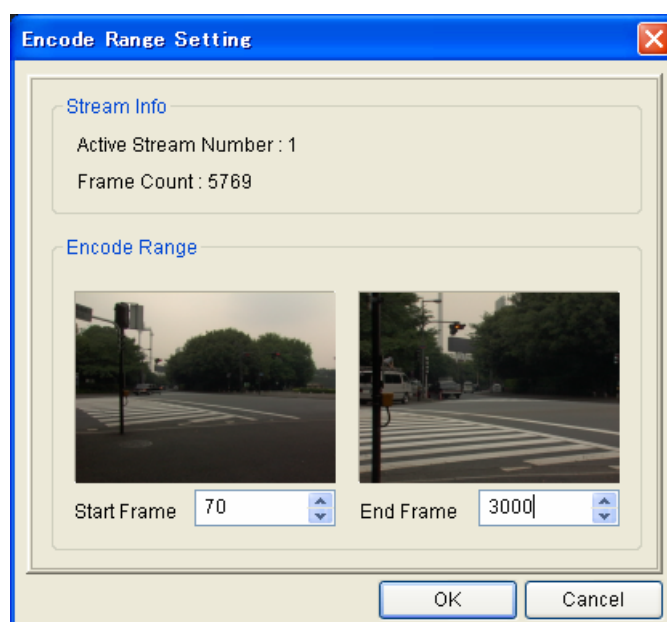 Encode Range Setting
Stream Info
Active Stream Number : 1
Frame Count : 5769
Encode Range
Start Frame 70 End Frame 3000
OK Cancel